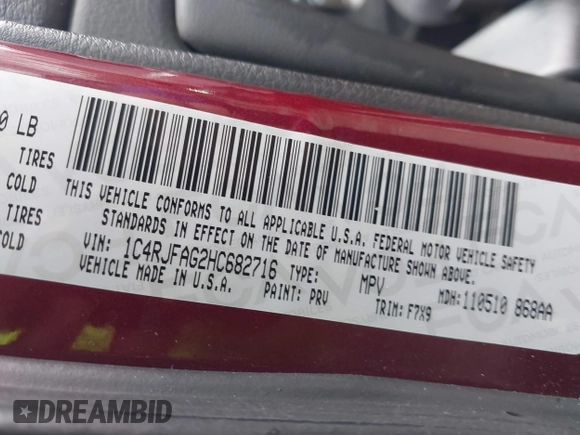 0 LB
TIRES
COLD
TIRES
COLD
THIS VEHICLE CONFORMS TO ALL APPLICABLE U.S.A. FEDERAL MOTOR VEHICLE SAFETY
STANDARDS IN EFFECT ON THE DATE OF MANUFACTURE SHOWN ABOVE.
VIN: 1C4RJFAG2HC682716 TYPE: MPV MDH: 110510 868AA
VEHICLE MADE IN U.S.A. PAINT: PRV TRIM: F7X9
DREAMBID